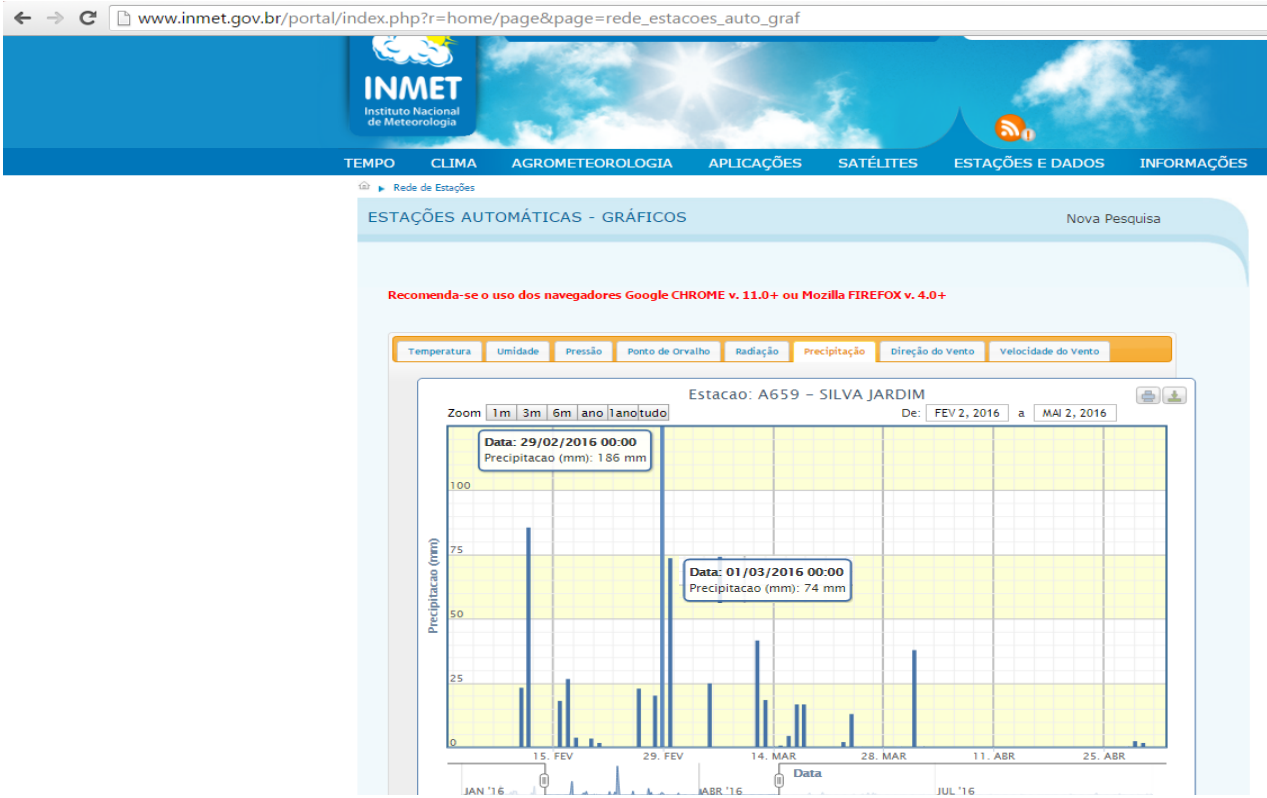 www.inmet.gov.br/portal/index.php?r=home/page&page=rede_estacoes_auto_graf
INMET
Instituto Nacional
de Meteorologia
TEMPO CLIMA AGROMETEOROLOGIA APLICAÇÕES SATÉLITES ESTAÇÕES E DADOS INFORMAÇÕES
Rede de Estações
ESTAÇÕES AUTOMÁTICAS - GRÁFICOS Nova Pesquisa
Recomenda-se o uso dos navegadores Google CHROME v. 11.0+ ou Mozilla FIREFOX v. 4.0+
Temperatura Umidade Pressão Ponto de Orvalho Radiação Precipitação Direção do Vento Velocidade do Vento
Estacao: A659 - SILVA JARDIM
Zoom 1m 3m 6m ano 1ano tudo De: FEV 2, 2016 a MAI 2, 2016
Data: 29/02/2016 00:00
Precipitacao (mm): 186 mm
100
75
Data: 01/03/2016 00:00
Precipitacao (mm): 74 mm
Precipitacao (mm)
50
25
0
15. FEV 29. FEV 14. MAR 28. MAR 11. ABR 25. ABR
Data
JAN '16 ABR '16 JUL '16